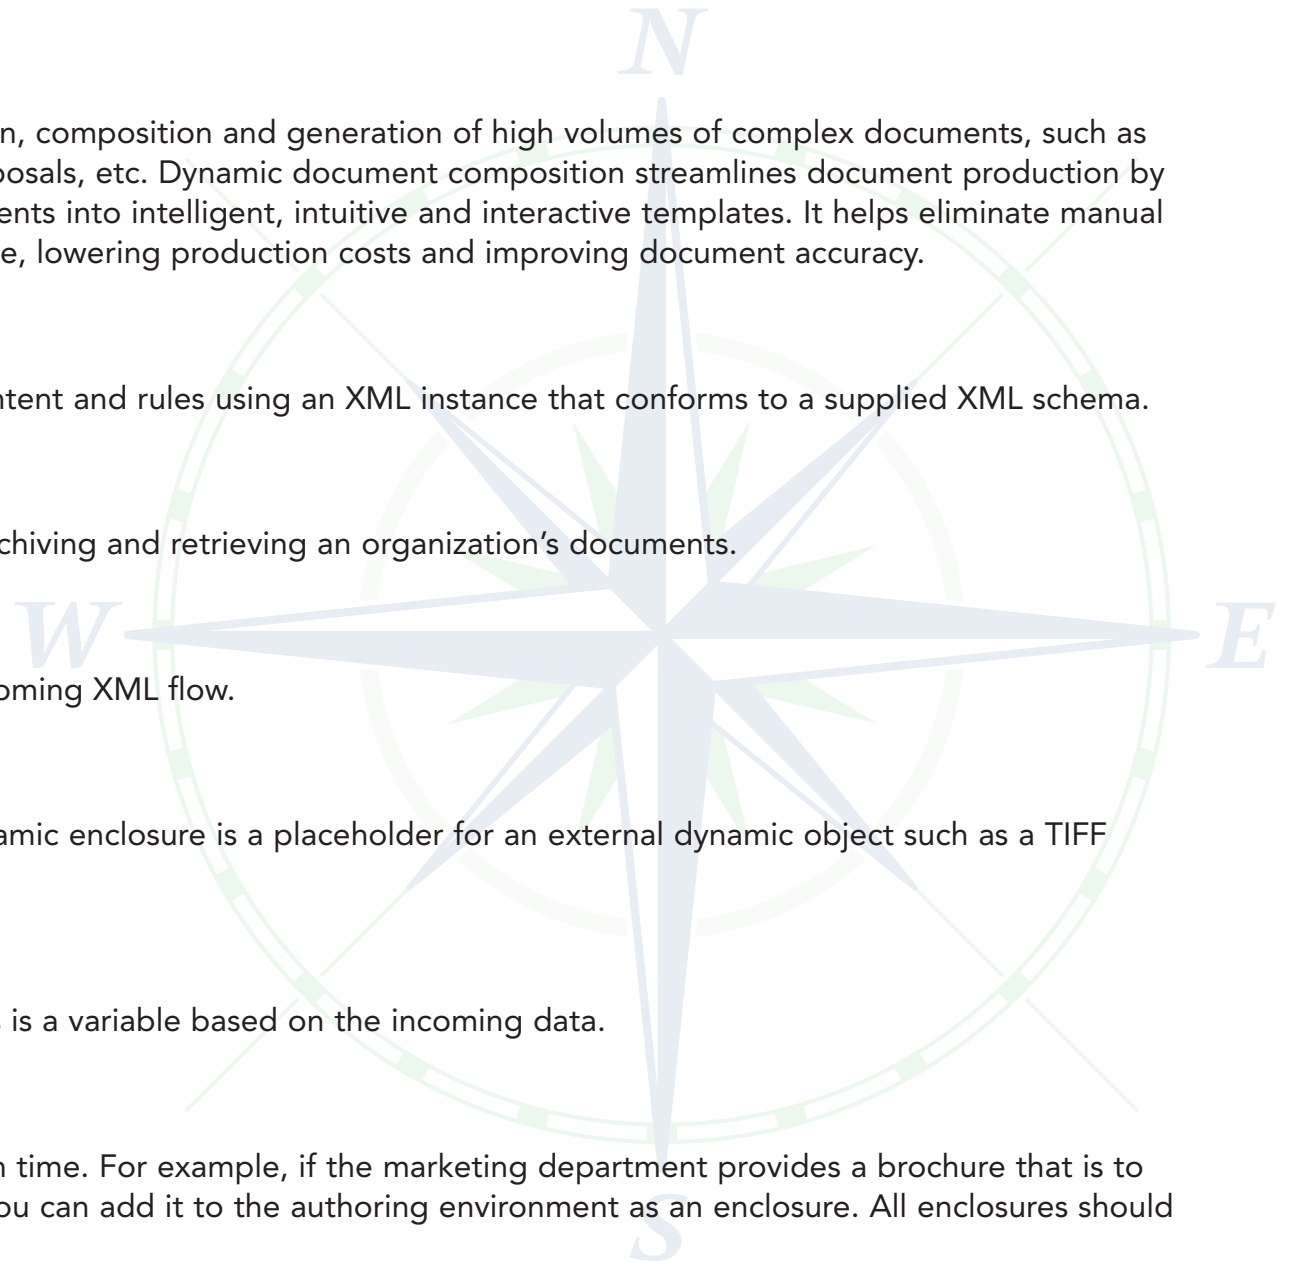 N
n, composition and generation of high volumes of complex documents, such as
posals, etc. Dynamic document composition streamlines document production by
ents into intelligent, intuitive and interactive templates. It helps eliminate manual
e, lowering production costs and improving document accuracy.
ntent and rules using an XML instance that conforms to a supplied XML schema.
chiving and retrieving an organization’s documents.
W
E
oming XML flow.
amic enclosure is a placeholder for an external dynamic object such as a TIFF
is a variable based on the incoming data.
n time. For example, if the marketing department provides a brochure that is to
ou can add it to the authoring environment as an enclosure. All enclosures should
S